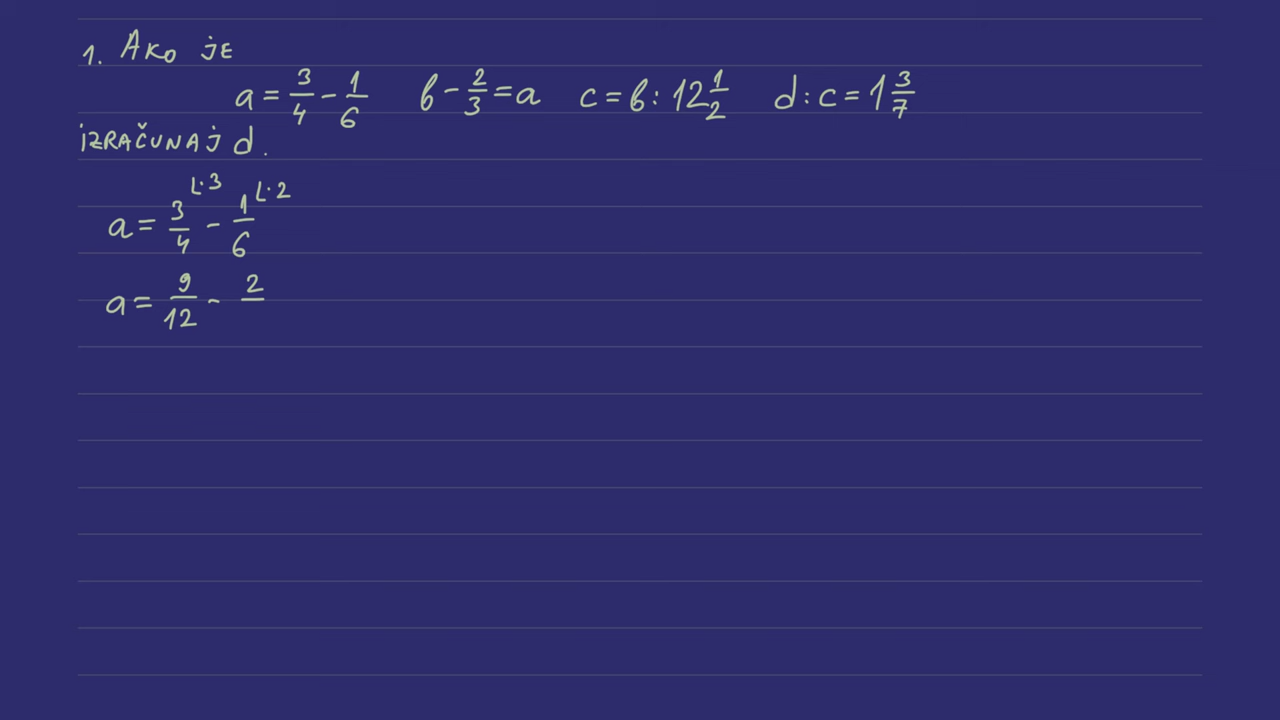 1. Ako je
a = 3/4 - 1/6   b - 2/3 = a   c = b : 12 1/2   d : c = 1 3/7
izračunaj d.
a = 3/4 L·3 - 1/6 L·2
a = 9/12 - 2/